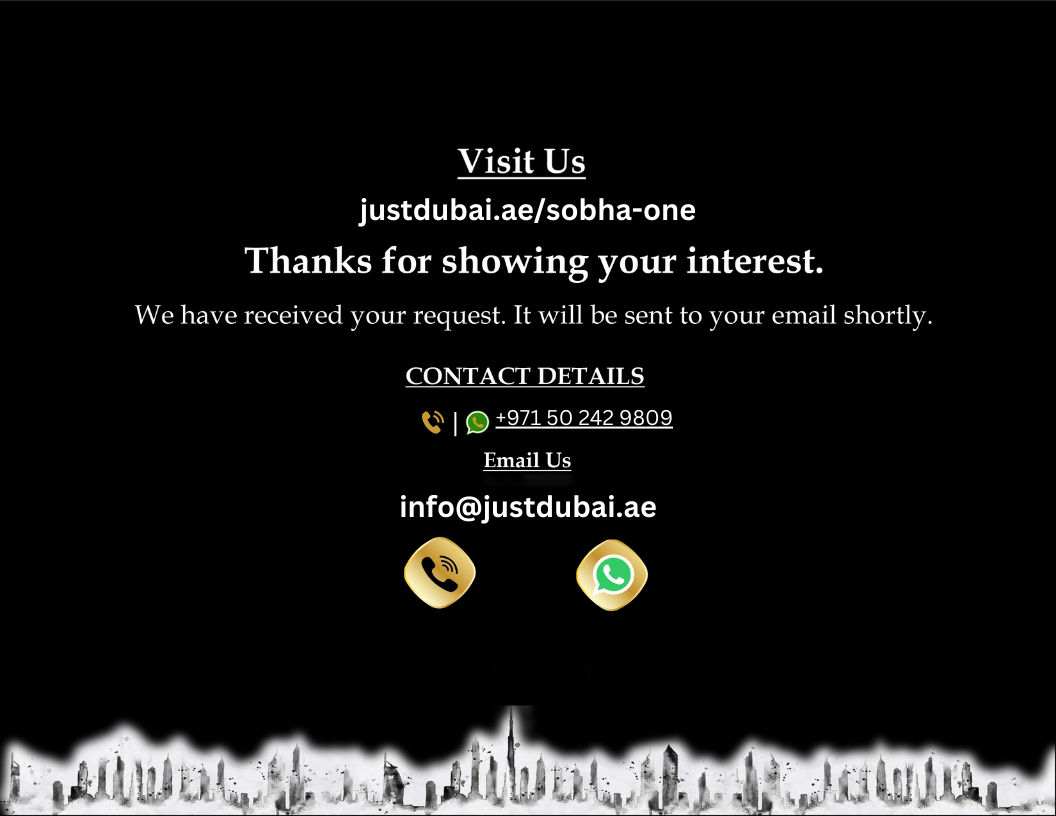 Visit Us
justdubai.ae/sobha-one
Thanks for showing your interest.
We have received your request. It will be sent to your email shortly.
CONTACT DETAILS
| +971 50 242 9809
Email Us
info@justdubai.ae